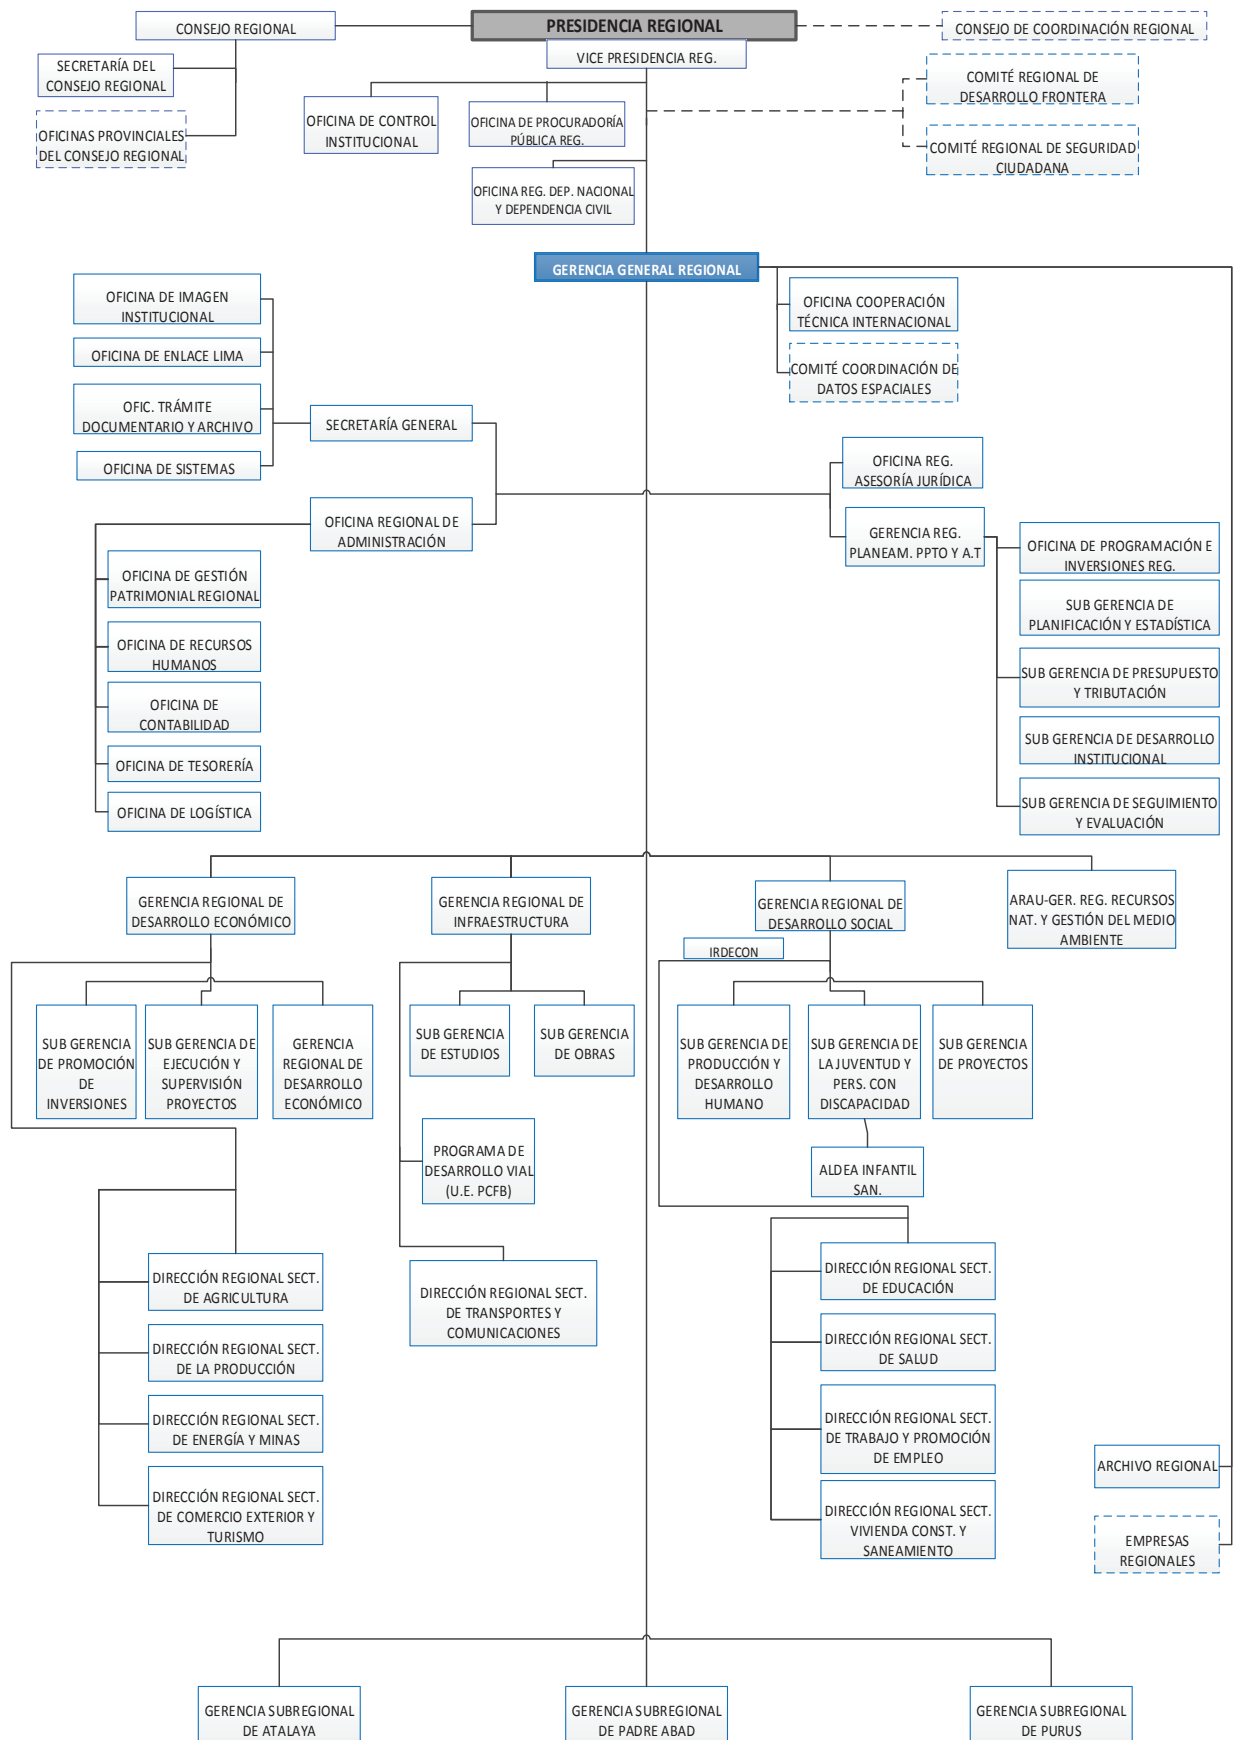 CONSEJO REGIONAL
PRESIDENCIA REGIONAL
CONSEJO DE COORDINACIÓN REGIONAL
VICE PRESIDENCIA REG.
SECRETARÍA DEL
CONSEJO REGIONAL
OFICINAS PROVINCIALES
DEL CONSEJO REGIONAL
OFICINA DE CONTROL
INSTITUCIONAL
OFICINA DE PROCURADORÍA
PÚBLICA REG.
COMITÉ REGIONAL DE
DESARROLLO FRONTERA
COMITÉ REGIONAL DE SEGURIDAD
CIUDADANA
OFICINA REG. DEP. NACIONAL
Y DEPENDENCIA CIVIL
GERENCIA GENERAL REGIONAL
OFICINA DE IMAGEN
INSTITUCIONAL
OFICINA DE ENLACE LIMA
OFIC. TRÁMITE
DOCUMENTARIO Y ARCHIVO
OFICINA DE SISTEMAS
SECRETARÍA GENERAL
OFICINA COOPERACIÓN
TÉCNICA INTERNACIONAL
COMITÉ COORDINACIÓN DE
DATOS ESPACIALES
OFICINA REG.
ASESORÍA JURÍDICA
OFICINA REGIONAL DE
ADMINISTRACIÓN
GERENCIA REG.
PLANEAM. PPTO Y A.T
OFICINA DE GESTIÓN
PATRIMONIAL REGIONAL
OFICINA DE RECURSOS
HUMANOS
OFICINA DE
CONTABILIDAD
OFICINA DE TESORERÍA
OFICINA DE LOGÍSTICA
OFICINA DE PROGRAMACIÓN E
INVERSIONES REG.
SUB GERENCIA DE
PLANIFICACIÓN Y ESTADÍSTICA
SUB GERENCIA DE PRESUPUESTO
Y TRIBUTACIÓN
SUB GERENCIA DE DESARROLLO
INSTITUCIONAL
SUB GERENCIA DE SEGUIMIENTO
Y EVALUACIÓN
GERENCIA REGIONAL DE
DESARROLLO ECONÓMICO
GERENCIA REGIONAL DE
INFRAESTRUCTURA
GERENCIA REGIONAL DE
DESARROLLO SOCIAL
ARAU-GER. REG. RECURSOS
NAT. Y GESTIÓN DEL MEDIO
AMBIENTE
IRDECON
SUB GERENCIA
DE PROMOCIÓN
DE
INVERSIONES
SUB GERENCIA DE
EJECUCIÓN Y
SUPERVISIÓN
PROYECTOS
GERENCIA
REGIONAL DE
DESARROLLO
ECONÓMICO
SUB GERENCIA
DE ESTUDIOS
SUB GERENCIA
DE OBRAS
SUB GERENCIA DE
PRODUCCIÓN Y
DESARROLLO
HUMANO
SUB GERENCIA DE
LA JUVENTUD Y
PERS. CON
DISCAPACIDAD
SUB GERENCIA
DE PROYECTOS
PROGRAMA DE
DESARROLLO VIAL
(U.E. PCFB)
ALDEA INFANTIL
SAN.
DIRECCIÓN REGIONAL SECT.
DE AGRICULTURA
DIRECCIÓN REGIONAL SECT.
DE LA PRODUCCIÓN
DIRECCIÓN REGIONAL SECT.
DE ENERGÍA Y MINAS
DIRECCIÓN REGIONAL SECT.
DE COMERCIO EXTERIOR Y
TURISMO
DIRECCIÓN REGIONAL SECT.
DE TRANSPORTES Y
COMUNICACIONES
DIRECCIÓN REGIONAL SECT.
DE EDUCACIÓN
DIRECCIÓN REGIONAL SECT.
DE SALUD
DIRECCIÓN REGIONAL SECT.
DE TRABAJO Y PROMOCIÓN
DE EMPLEO
DIRECCIÓN REGIONAL SECT.
VIVIENDA CONST. Y
SANEAMIENTO
ARCHIVO REGIONAL
EMPRESAS
REGIONALES
GERENCIA SUBREGIONAL
DE ATALAYA
GERENCIA SUBREGIONAL
DE PADRE ABAD
GERENCIA SUBREGIONAL
DE PURUS